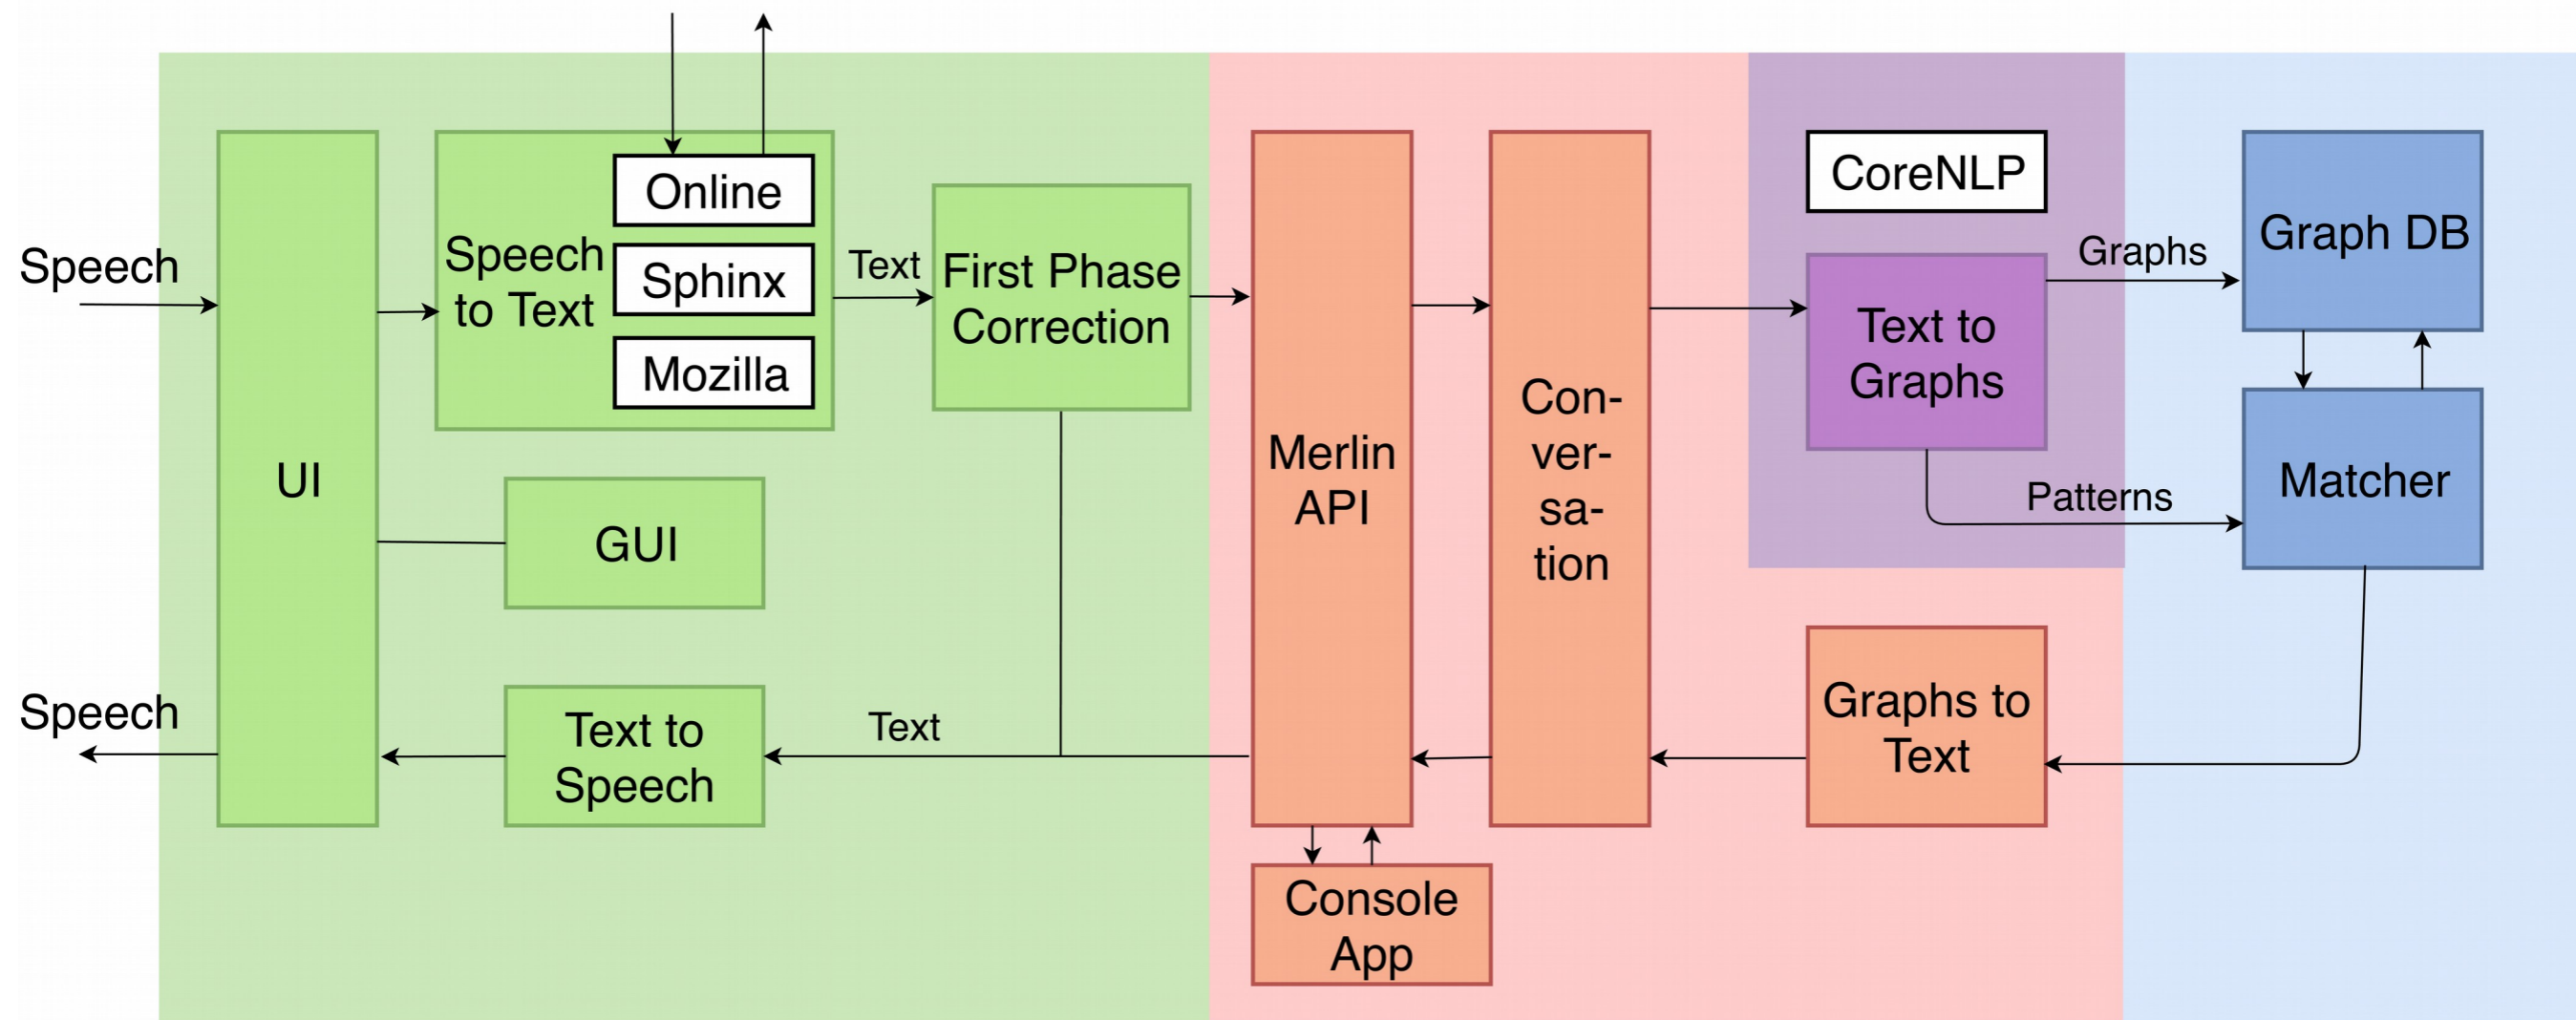 Speech
UI
Speech
to Text
Online
Sphinx
Mozilla
Text
First Phase
Correction
GUI
Speech
Text to
Speech
Text
Merlin
API
Con-
ver-
sa-
tion
Console
App
CoreNLP
Text to
Graphs
Graphs
Patterns
Graphs to
Text
Graph DB
Matcher